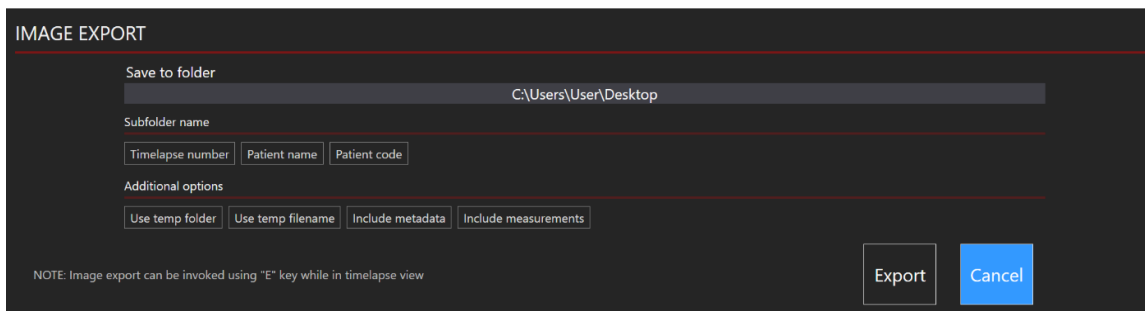 IMAGE EXPORT
Save to folder
C:\Users\User\Desktop
Subfolder name
Timelapse number Patient name Patient code
Additional options
Use temp folder Use temp filename Include metadata Include measurements
NOTE: Image export can be invoked using "E" key while in timelapse view
Export Cancel